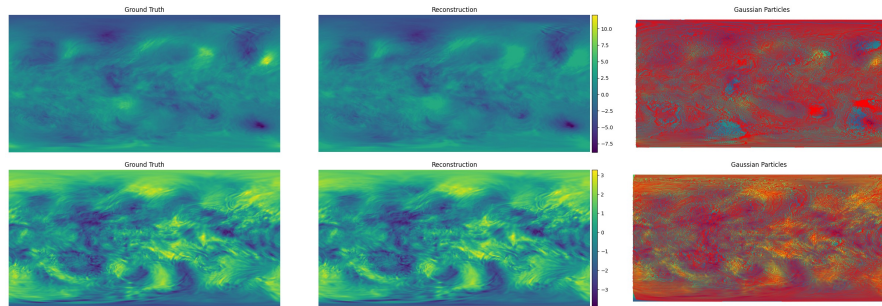 Ground Truth
Reconstruction
Gaussian Particles
10.0
7.5
5.0
2.5
0.0
−2.5
−5.0
−7.5
Ground Truth
Reconstruction
Gaussian Particles
3
2
1
0
−1
−2
−3